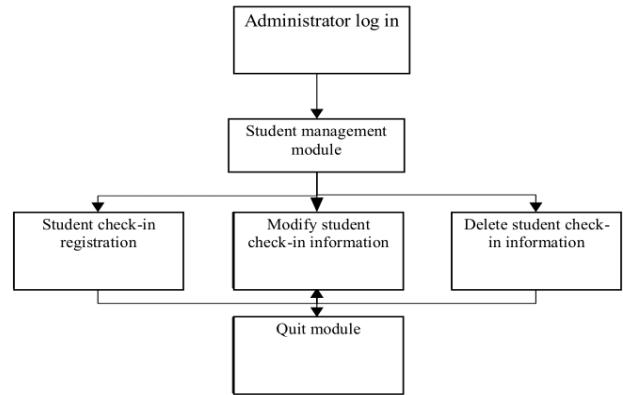 Administrator log in
Student management
module
Student check-in
registration
Modify student
check-in information
Delete student check-
in information
Quit module